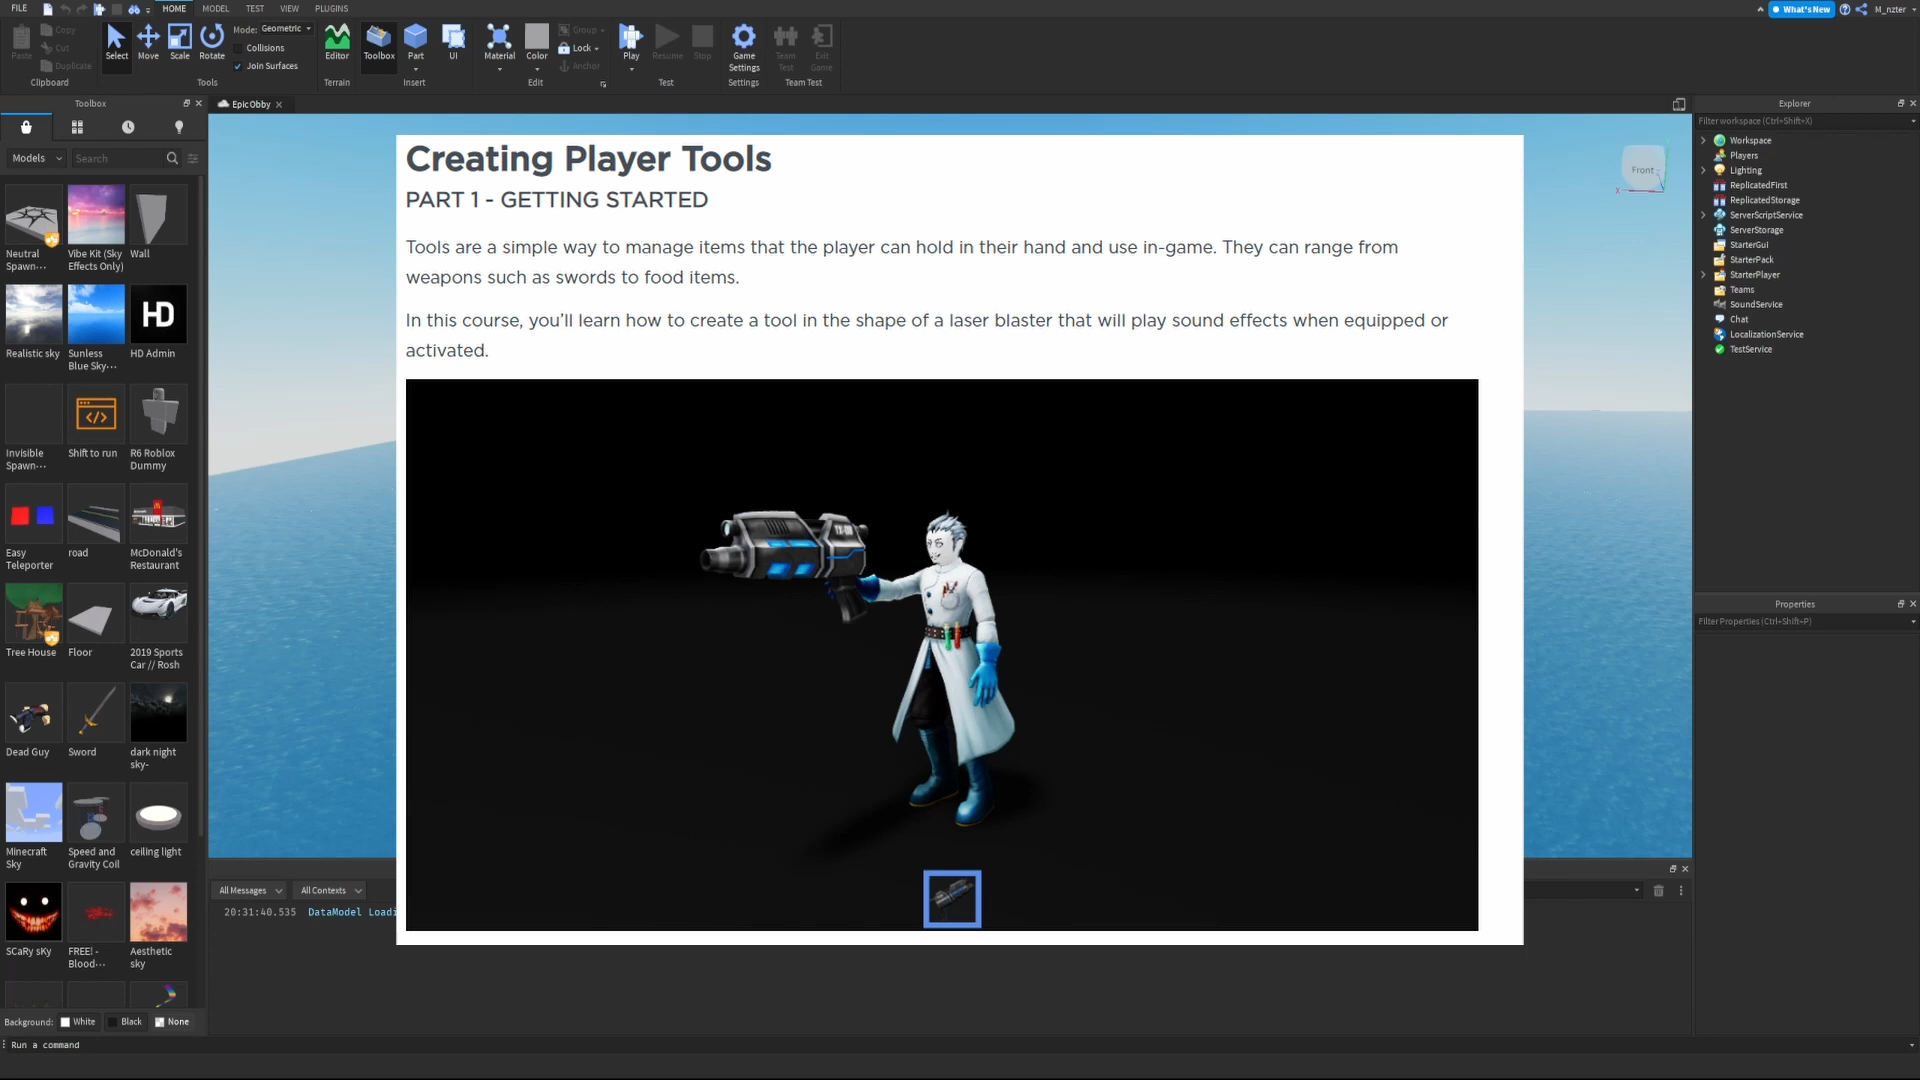 FILE HOME MODEL TEST VIEW PLUGINS What's New M_nzter
Paste Copy Cut Duplicate Select Move Scale Rotate Mode: Geometric Collisions Join Surfaces Editor Toolbox Part UI Material Color Group Lock Anchor Play Resume Stop Game Settings Team Test Exit Game
Clipboard Tools Terrain Insert Edit Test Settings Team Test
Toolbox
EpicObby
Explorer
Filter workspace (Ctrl+Shift+X)
Models Search
Neutral Spawn...
Vibe Kit (Sky Effects Only)
Wall
Realistic sky
Sunless Blue Sky...
HD
HD Admin
Invisible Spawn...
Shift to run
R6 Roblox Dummy
Easy Teleporter
road
McDonald's Restaurant
Tree House
Floor
2019 Sports Car // Rosh
Dead Guy
Sword
dark night sky-
Minecraft Sky
Speed and Gravity Coil
ceiling light
SCaRy sKy
FREE! - Blood...
Aesthetic sky
Background: White Black None
Run a command
Creating Player Tools
PART 1 - GETTING STARTED
Tools are a simple way to manage items that the player can hold in their hand and use in-game. They can range from
weapons such as swords to food items.
In this course, you'll learn how to create a tool in the shape of a laser blaster that will play sound effects when equipped or
activated.
Front
X
All Messages All Contexts
20:31:40.535 DataModel Loadi
Workspace
Players
Lighting
ReplicatedFirst
ReplicatedStorage
ServerScriptService
ServerStorage
StarterGui
StarterPack
StarterPlayer
Teams
SoundService
Chat
LocalizationService
TestService
Properties
Filter Properties (Ctrl+Shift+P)